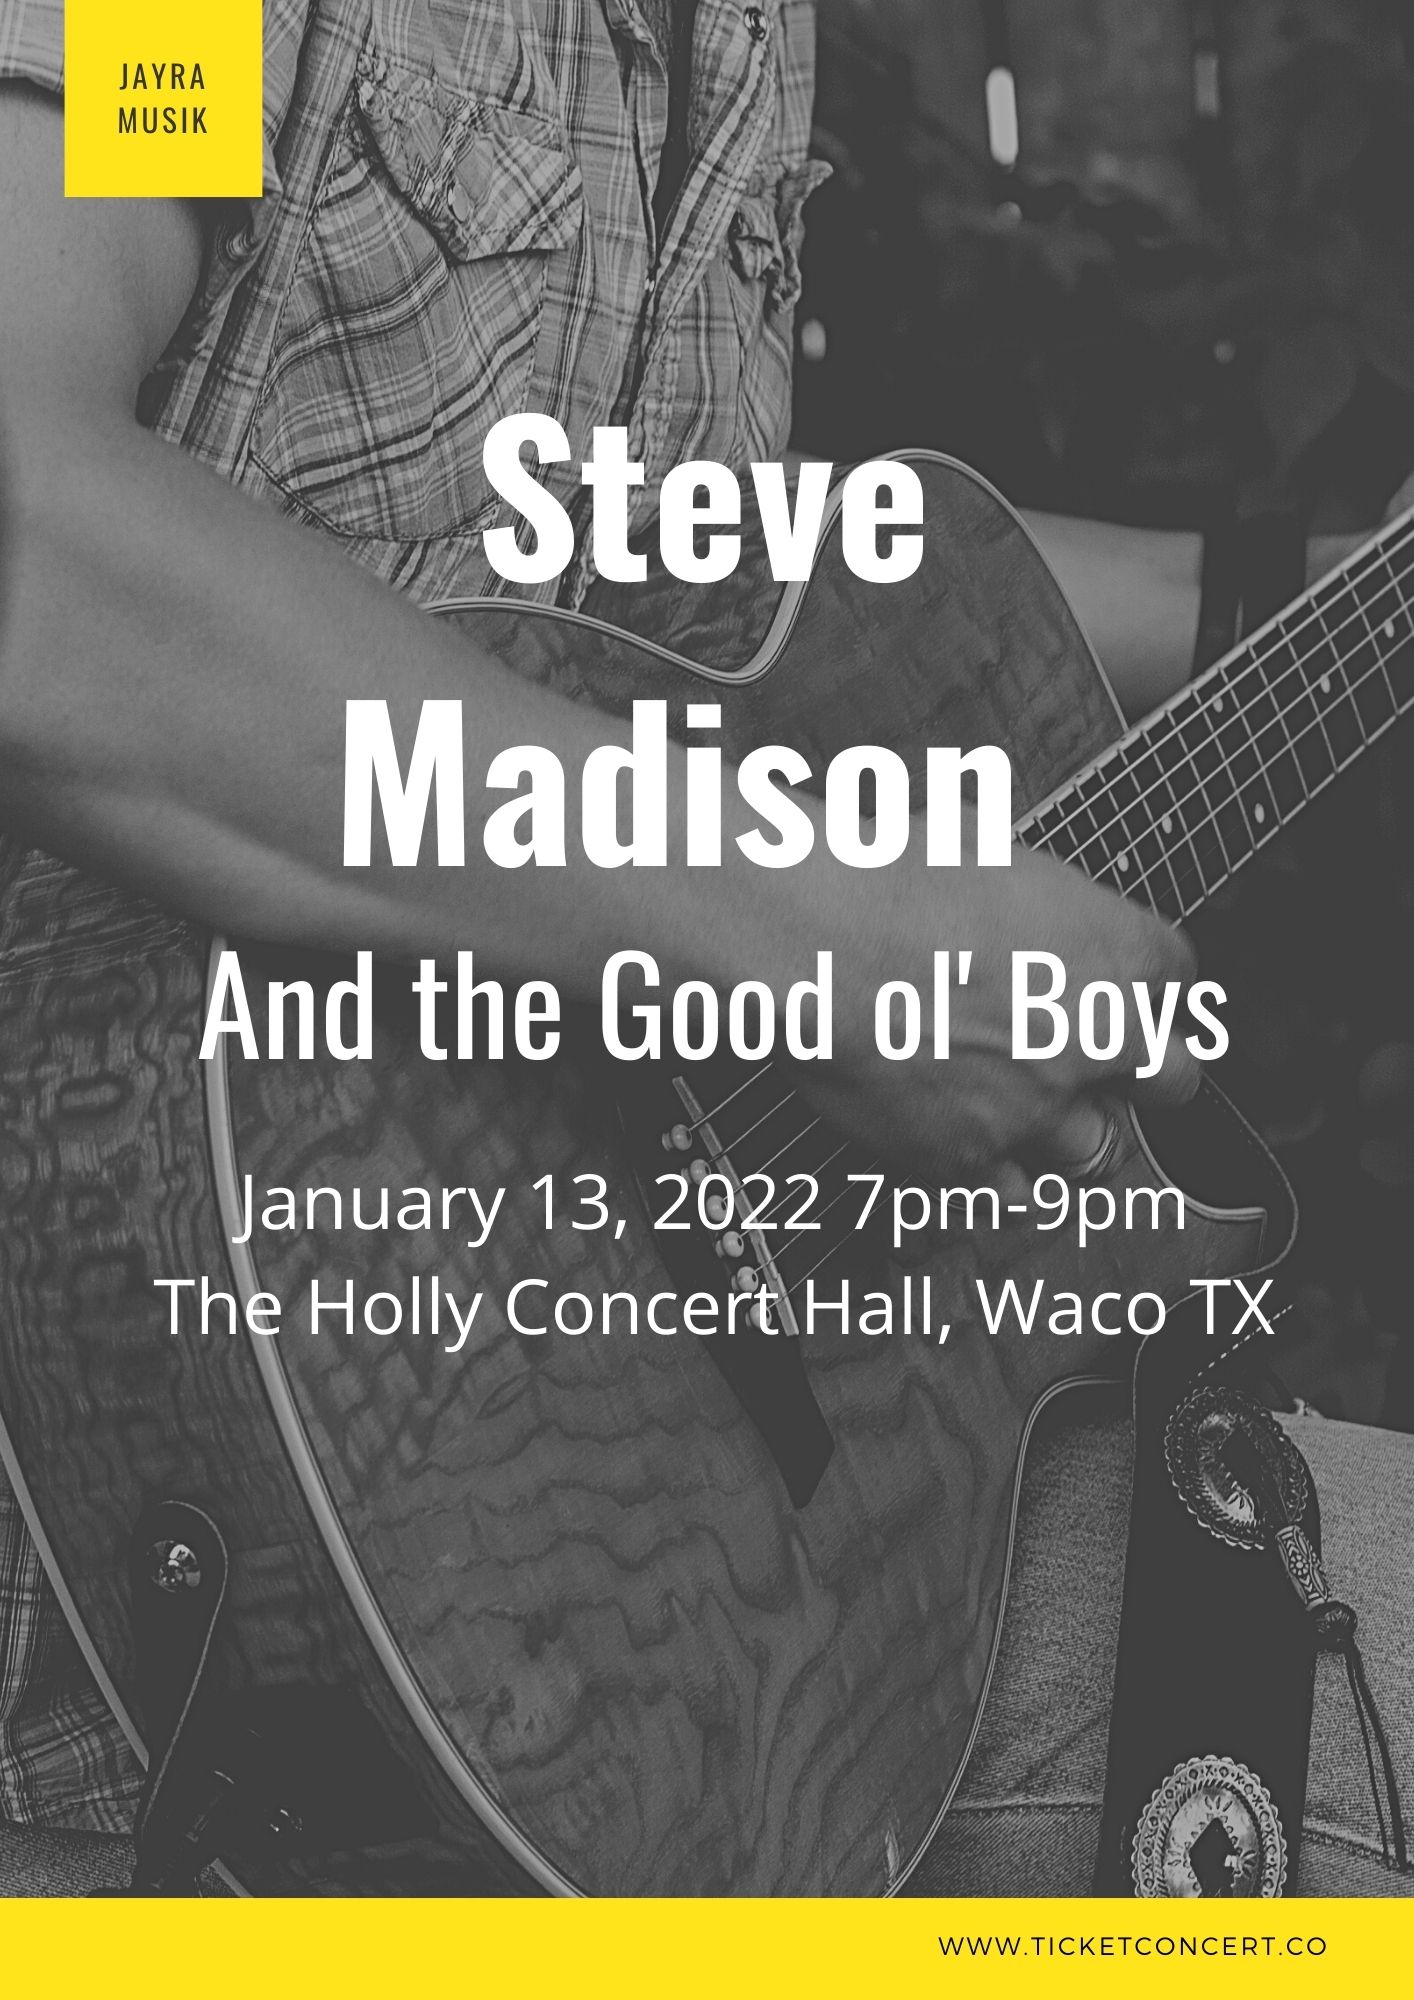 JAYRA
MUSIK
Steve
Madison
And the Good ol' Boys
January 13, 2022 7pm-9pm
The Holly Concert Hall, Waco TX
WWW.TICKETCONCERT.CO